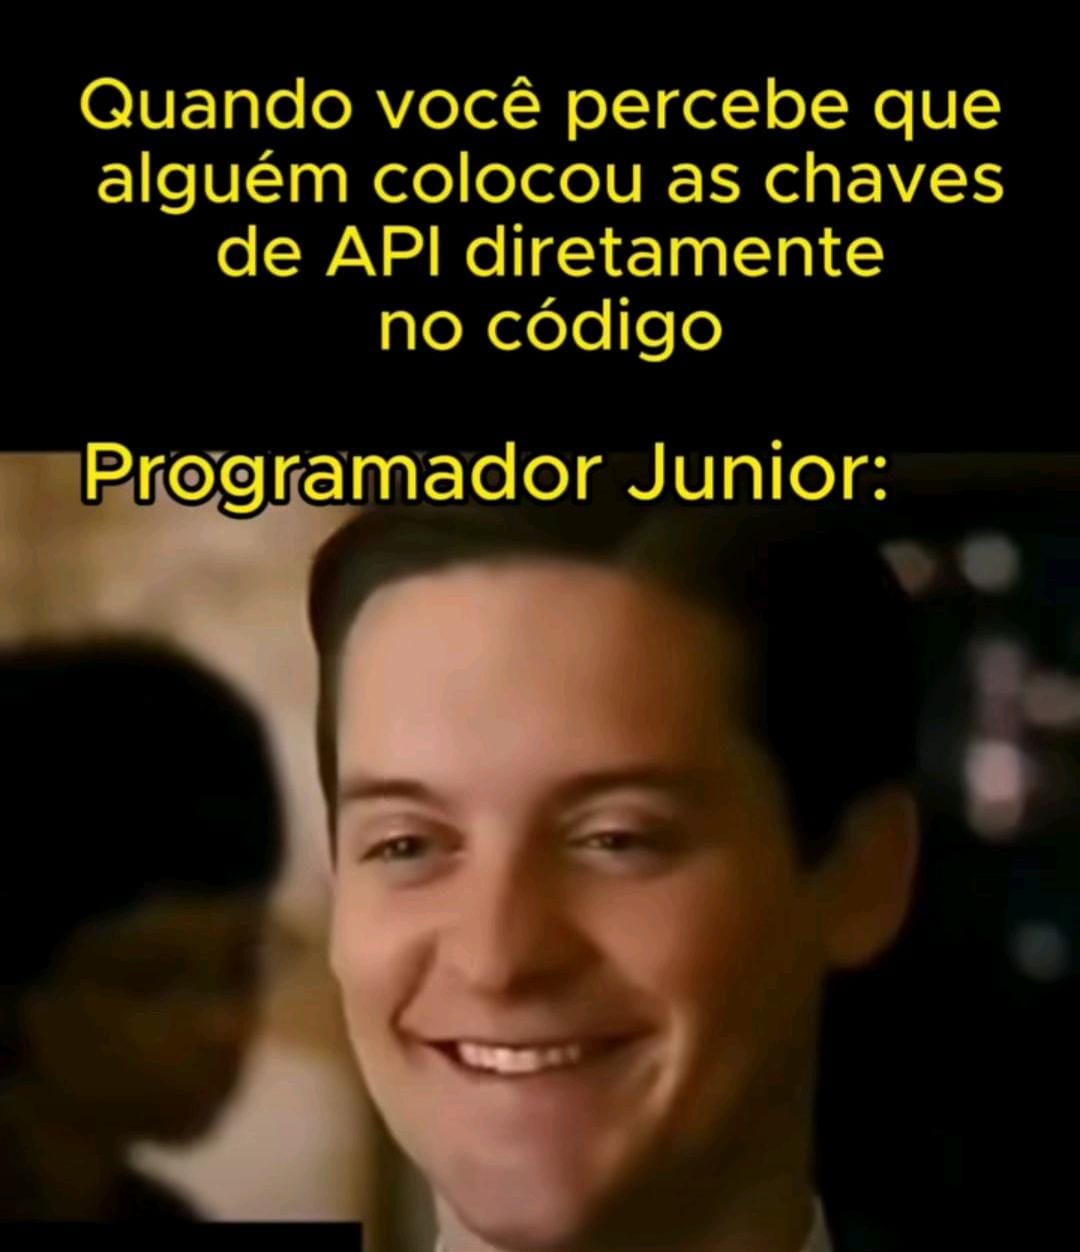 Quando você percebe que
alguém colocou as chaves
de API diretamente
no código
Programador Junior: